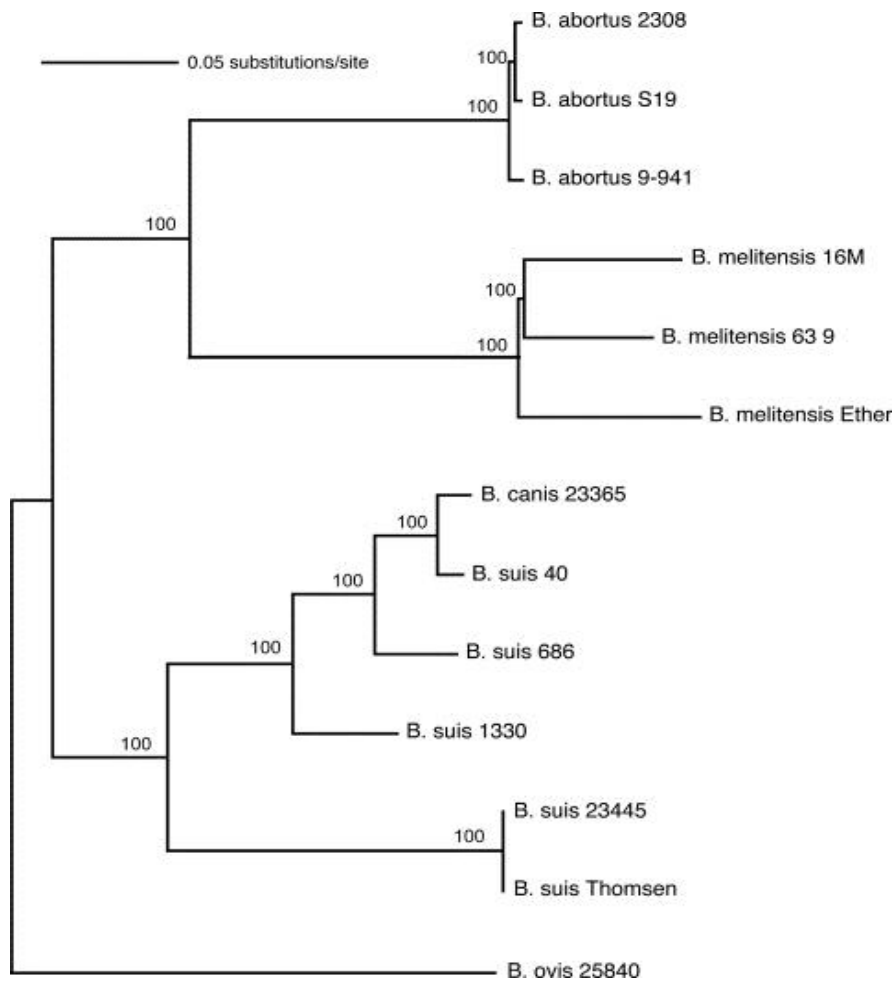 B. abortus 2308
0.05 substitutions/site
100
B. abortus S19
100
B. abortus 9-941
100
B. melitensis 16M
100
B. melitensis 63 9
100
B. melitensis Ether
B. canis 23365
100
B. suis 40
100
B. suis 686
100
B. suis 1330
100
B. suis 23445
100
B. suis Thomsen
B. ovis 25840